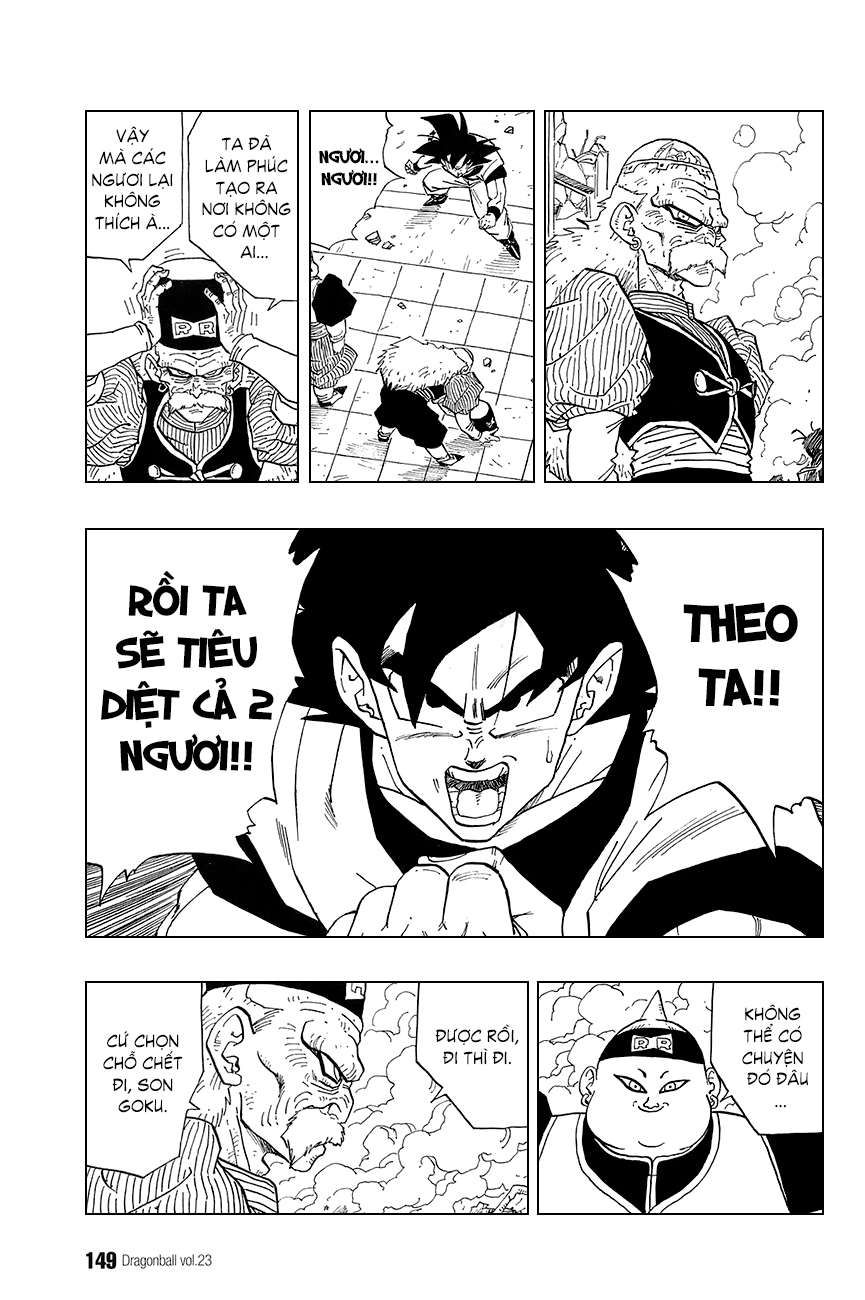 NGƯƠI...
NGƯƠI!!
TA ĐÃ
LÀM PHÚC
TẠO RA
NƠI KHÔNG
CÓ MỘT
AI...
VẬY
MÀ CÁC
NGƯƠI LẠI
KHÔNG
THÍCH À...
RR
THEO
TA!!
RỒI TA
SẼ TIÊU
DIỆT CẢ 2
NGƯƠI!!
KHÔNG
THỂ CÓ
CHUYỆN
ĐÓ ĐÂU
...
RR
ĐƯỢC RỒI,
ĐI THÌ ĐI.
CỨ CHỌN
CHỖ CHẾT
ĐI, SON
GOKU.
149 Dragonball vol.23